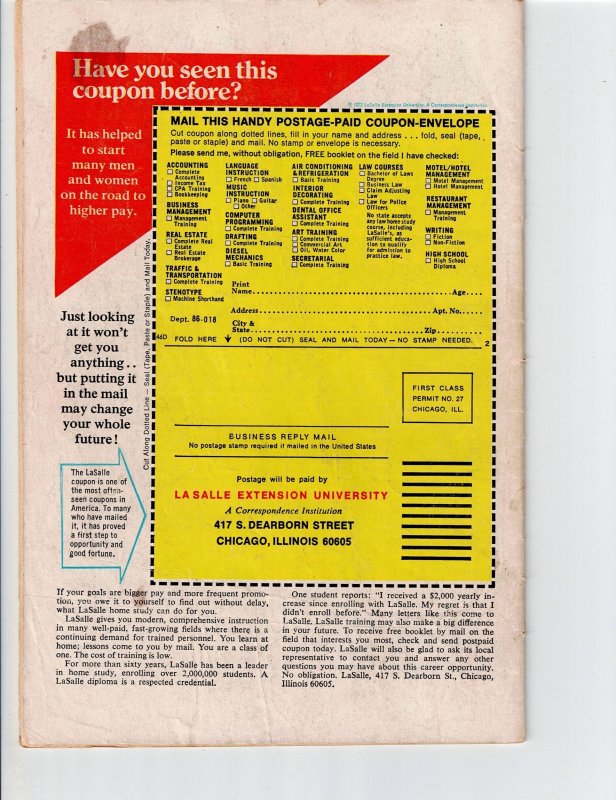 Have you seen this
coupon before?
It has helped
to start
many men
and women
on the road to
higher pay.
© 1972 LaSalle Extension University, A Correspondence Institution
MAIL THIS HANDY POSTAGE-PAID COUPON-ENVELOPE
Cut coupon along dotted lines, fill in your name and address . . . fold, seal (tape,
paste or staple) and mail. No stamp or envelope is necessary.
Please send me, without obligation, FREE booklet on the field I have checked:
ACCOUNTING
☐ Complete
Accounting
☐ Income Tax
☐ CPA Training
☐ Bookkeeping
BUSINESS
MANAGEMENT
☐ Management
Training
REAL ESTATE
☐ Complete Real
Estate
☐ Real Estate
Brokerage
TRAFFIC &
TRANSPORTATION
☐ Complete Training
STENOTYPE
☐ Machine Shorthand
LANGUAGE
INSTRUCTION
☐ French ☐ Spanish
MUSIC
INSTRUCTION
☐ Piano ☐ Guitar
☐ Other
COMPUTER
PROGRAMMING
☐ Complete Training
DRAFTING
☐ Complete Training
DIESEL
MECHANICS
☐ Basic Training
AIR CONDITIONING
& REFRIGERATION
☐ Basic Training
INTERIOR
DECORATING
☐ Complete Training
DENTAL OFFICE
ASSISTANT
☐ Complete Training
ART TRAINING
☐ Complete Training
☐ Commercial Art
☐ Oil, Water Color
SECRETARIAL
☐ Complete Training
LAW COURSES
☐ Bachelor of Laws
Degree
☐ Business Law
☐ Claim Adjusting
Law
☐ Law for Police
Officers
No state accepts
any law home study
course, including
LaSalle's, as
sufficient educa-
tion to qualify
for admission to
practice law.
MOTEL/HOTEL
MANAGEMENT
☐ Motel Management
☐ Hotel Management
RESTAURANT
MANAGEMENT
☐ Management
Training
WRITING
☐ Fiction
☐ Non-Fiction
HIGH SCHOOL
☐ High School
Diploma
Print
Name Age
Address Apt. No.
Dept. 86-018
City &
State Zip
46D FOLD HERE (DO NOT CUT) SEAL AND MAIL TODAY—NO STAMP NEEDED. 2
Cut Along Dotted Line — Seal (Tape, Paste or Staple) and Mail Today.
Just looking
at it won't
get you
anything..
but putting it
in the mail
may change
your whole
future!
The LaSalle
coupon is one of
the most often-
seen coupons in
America. To many
who have mailed
it, it has proved
a first step to
opportunity and
good fortune.
FIRST CLASS
PERMIT NO. 27
CHICAGO, ILL.
BUSINESS REPLY MAIL
No postage stamp required if mailed in the United States
Postage will be paid by
LA SALLE EXTENSION UNIVERSITY
A Correspondence Institution
417 S. DEARBORN STREET
CHICAGO, ILLINOIS 60605
If your goals are bigger pay and more frequent promo-
tion, you owe it to yourself to find out without delay,
what LaSalle home study can do for you.
LaSalle gives you modern, comprehensive instruction
in many well-paid, fast-growing fields where there is a
continuing demand for trained personnel. You learn at
home; lessons come to you by mail. You are a class of
one. The cost of training is low.
For more than sixty years, LaSalle has been a leader
in home study, enrolling over 2,000,000 students. A
LaSalle diploma is a respected credential.
One student reports: "I received a $2,000 yearly in-
crease since enrolling with LaSalle. My regret is that I
didn't enroll before." Many letters like this come to
LaSalle. LaSalle training may also make a big difference
in your future. To receive free booklet by mail on the
field that interests you most, check and send postpaid
coupon today. LaSalle will also be glad to ask its local
representative to contact you and answer any other
questions you may have about this career opportunity.
No obligation. LaSalle, 417 S. Dearborn St., Chicago,
Illinois 60605.